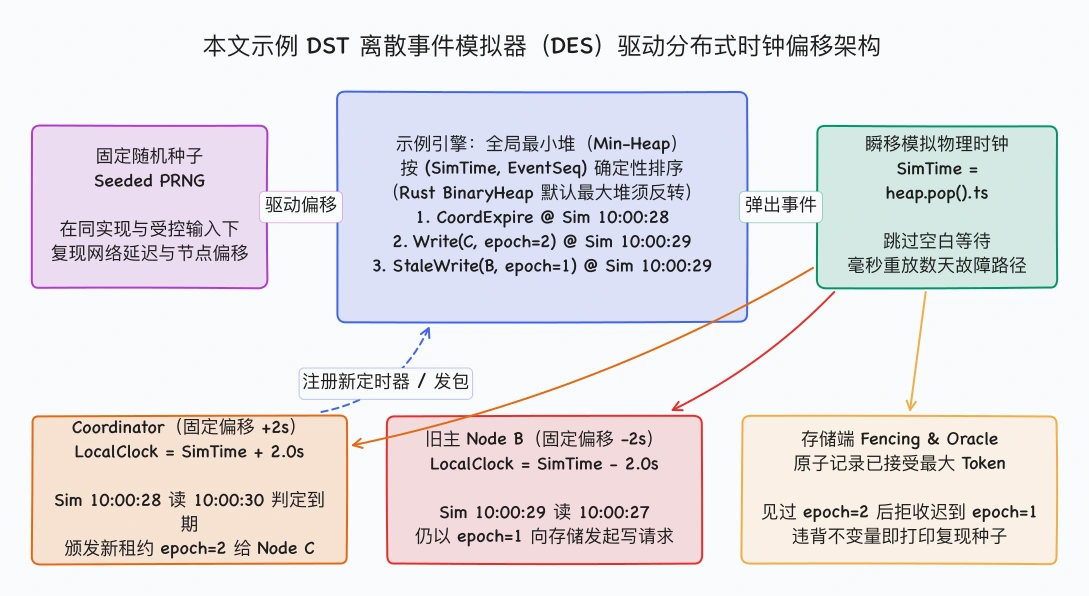 本文示例 DST 离散事件模拟器（DES）驱动分布式时钟偏移架构
固定随机种子
Seeded PRNG
在同实现与受控输入下
复现网络延迟与节点偏移
驱动偏移
示例引擎：全局最小堆（Min-Heap）
按 (SimTime, EventSeq) 确定性排序
（Rust BinaryHeap 默认最大堆须反转）
1. CoordExpire @ Sim 10:00:28
2. Write(C, epoch=2) @ Sim 10:00:29
3. StaleWrite(B, epoch=1) @ Sim 10:00:29
弹出事件
瞬移模拟物理时钟
SimTime =
heap.pop().ts
跳过空白等待
毫秒重放数天故障路径
注册新定时器 / 发包
Coordinator（固定偏移 +2s）
LocalClock = SimTime + 2.0s
Sim 10:00:28 读 10:00:30 判定到
期
颁发新租约 epoch=2 给 Node C
旧主 Node B（固定偏移 -2s）
LocalClock = SimTime - 2.0s
Sim 10:00:29 读 10:00:27
仍以 epoch=1 向存储发起写请求
存储端 Fencing & Oracle
原子记录已接受最大 Token
见过 epoch=2 后拒收迟到 epoch=1
违背不变量即打印复现种子